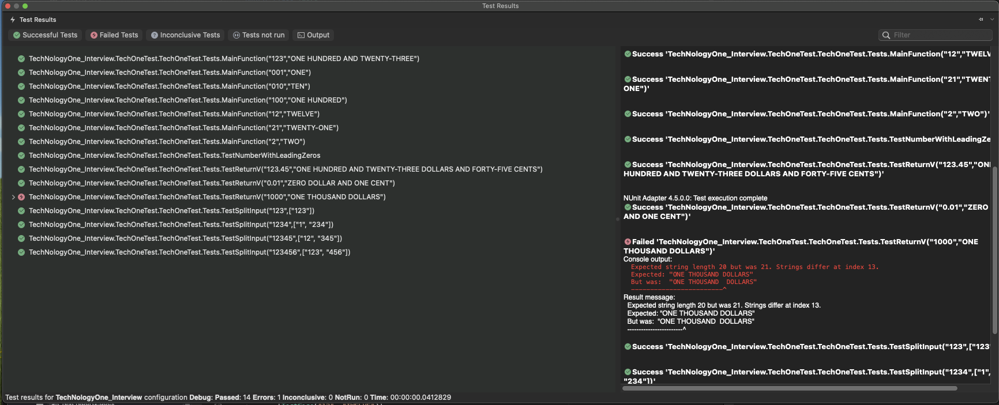 Test Results
Test Results
Successful Tests Failed Tests Inconclusive Tests Tests not run Output Filter
TechNologyOne_Interview.TechOneTest.TechOneTest.Tests.MainFunction("123","ONE HUNDRED AND TWENTY-THREE")
TechNologyOne_Interview.TechOneTest.TechOneTest.Tests.MainFunction("001","ONE")
TechNologyOne_Interview.TechOneTest.TechOneTest.Tests.MainFunction("010","TEN")
TechNologyOne_Interview.TechOneTest.TechOneTest.Tests.MainFunction("100","ONE HUNDRED")
TechNologyOne_Interview.TechOneTest.TechOneTest.Tests.MainFunction("12","TWELVE")
TechNologyOne_Interview.TechOneTest.TechOneTest.Tests.MainFunction("21","TWENTY-ONE")
TechNologyOne_Interview.TechOneTest.TechOneTest.Tests.MainFunction("2","TWO")
TechNologyOne_Interview.TechOneTest.TechOneTest.Tests.TestNumberWithLeadingZeros
TechNologyOne_Interview.TechOneTest.TechOneTest.Tests.TestReturnV("123.45","ONE HUNDRED AND TWENTY-THREE DOLLARS AND FORTY-FIVE CENTS")
TechNologyOne_Interview.TechOneTest.TechOneTest.Tests.TestReturnV("0.01","ZERO DOLLAR AND ONE CENT")
TechNologyOne_Interview.TechOneTest.TechOneTest.Tests.TestReturnV("1000","ONE THOUSAND DOLLARS")
TechNologyOne_Interview.TechOneTest.TechOneTest.Tests.TestSplitInput("123",["123"])
TechNologyOne_Interview.TechOneTest.TechOneTest.Tests.TestSplitInput("1234",["1", "234"])
TechNologyOne_Interview.TechOneTest.TechOneTest.Tests.TestSplitInput("12345",["12", "345"])
TechNologyOne_Interview.TechOneTest.TechOneTest.Tests.TestSplitInput("123456",["123", "456"])
Success 'TechNologyOne_Interview.TechOneTest.TechOneTest.Tests.MainFunction("12","TWELV
Success 'TechNologyOne_Interview.TechOneTest.TechOneTest.Tests.MainFunction("21","TWENT
ONE")'
Success 'TechNologyOne_Interview.TechOneTest.TechOneTest.Tests.MainFunction("2","TWO")'
Success 'TechNologyOne_Interview.TechOneTest.TechOneTest.Tests.TestNumberWithLeadingZe
Success 'TechNologyOne_Interview.TechOneTest.TechOneTest.Tests.TestReturnV("123.45","ON
HUNDRED AND TWENTY-THREE DOLLARS AND FORTY-FIVE CENTS")'
NUnit Adapter 4.5.0.0: Test execution complete
Success 'TechNologyOne_Interview.TechOneTest.TechOneTest.Tests.TestReturnV("0.01","ZERO
AND ONE CENT")'
Failed 'TechNologyOne_Interview.TechOneTest.TechOneTest.Tests.TestReturnV("1000","ONE
THOUSAND DOLLARS")'
Console output:
Expected string length 20 but was 21. Strings differ at index 13.
Expected: "ONE THOUSAND DOLLARS"
But was:  "ONE THOUSAND  DOLLARS"
------------------------^
Result message:
Expected string length 20 but was 21. Strings differ at index 13.
Expected: "ONE THOUSAND DOLLARS"
But was:  "ONE THOUSAND  DOLLARS"
------------------------^
Success 'TechNologyOne_Interview.TechOneTest.TechOneTest.Tests.TestSplitInput("123",["123
Success 'TechNologyOne_Interview.TechOneTest.TechOneTest.Tests.TestSplitInput("1234",["1",
"234"])'
Test results for TechNologyOne_Interview configuration Debug: Passed: 14 Errors: 1 Inconclusive: 0 NotRun: 0 Time: 00:00:00.0412829